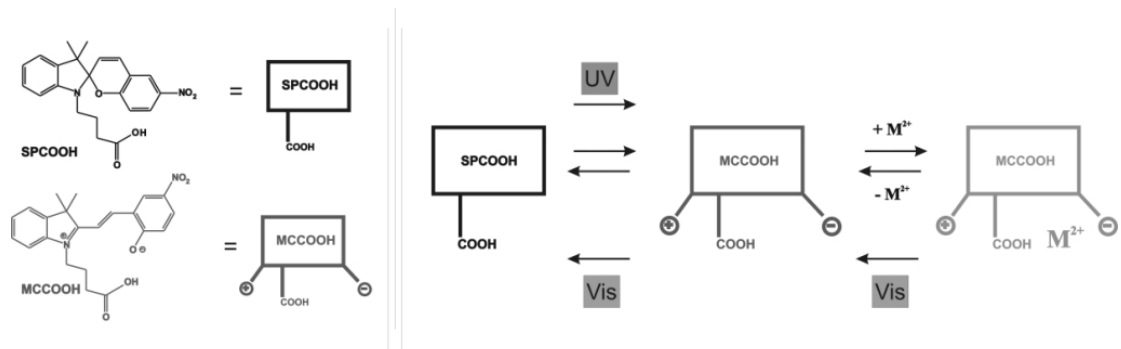 NO₂
N
O
OH
O
SPCOOH
=
SPCOOH
COOH
NO₂
N
⊕
O ⊖
OH
O
MCCOOH
=
MCCOOH
⊕
COOH
⊖
SPCOOH
COOH
UV
Vis
MCCOOH
⊕
COOH
⊖
+ M²⁺
- M²⁺
Vis
MCCOOH
⊕
COOH
M²⁺
⊖